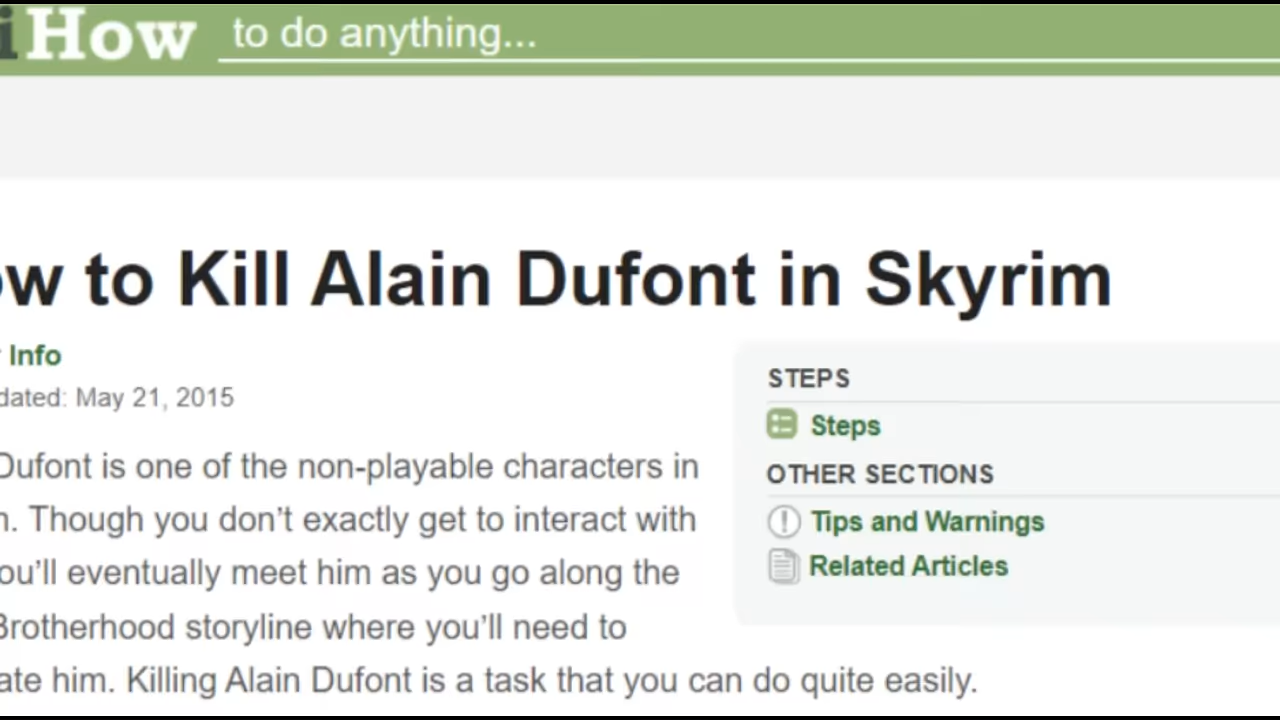 iHow to do anything...
ow to Kill Alain Dufont in Skyrim
Info
dated: May 21, 2015
STEPS
Steps
OTHER SECTIONS
Tips and Warnings
Related Articles
Dufont is one of the non-playable characters in
n. Though you don’t exactly get to interact with
ou’ll eventually meet him as you go along the
Brotherhood storyline where you’ll need to
ate him. Killing Alain Dufont is a task that you can do quite easily.